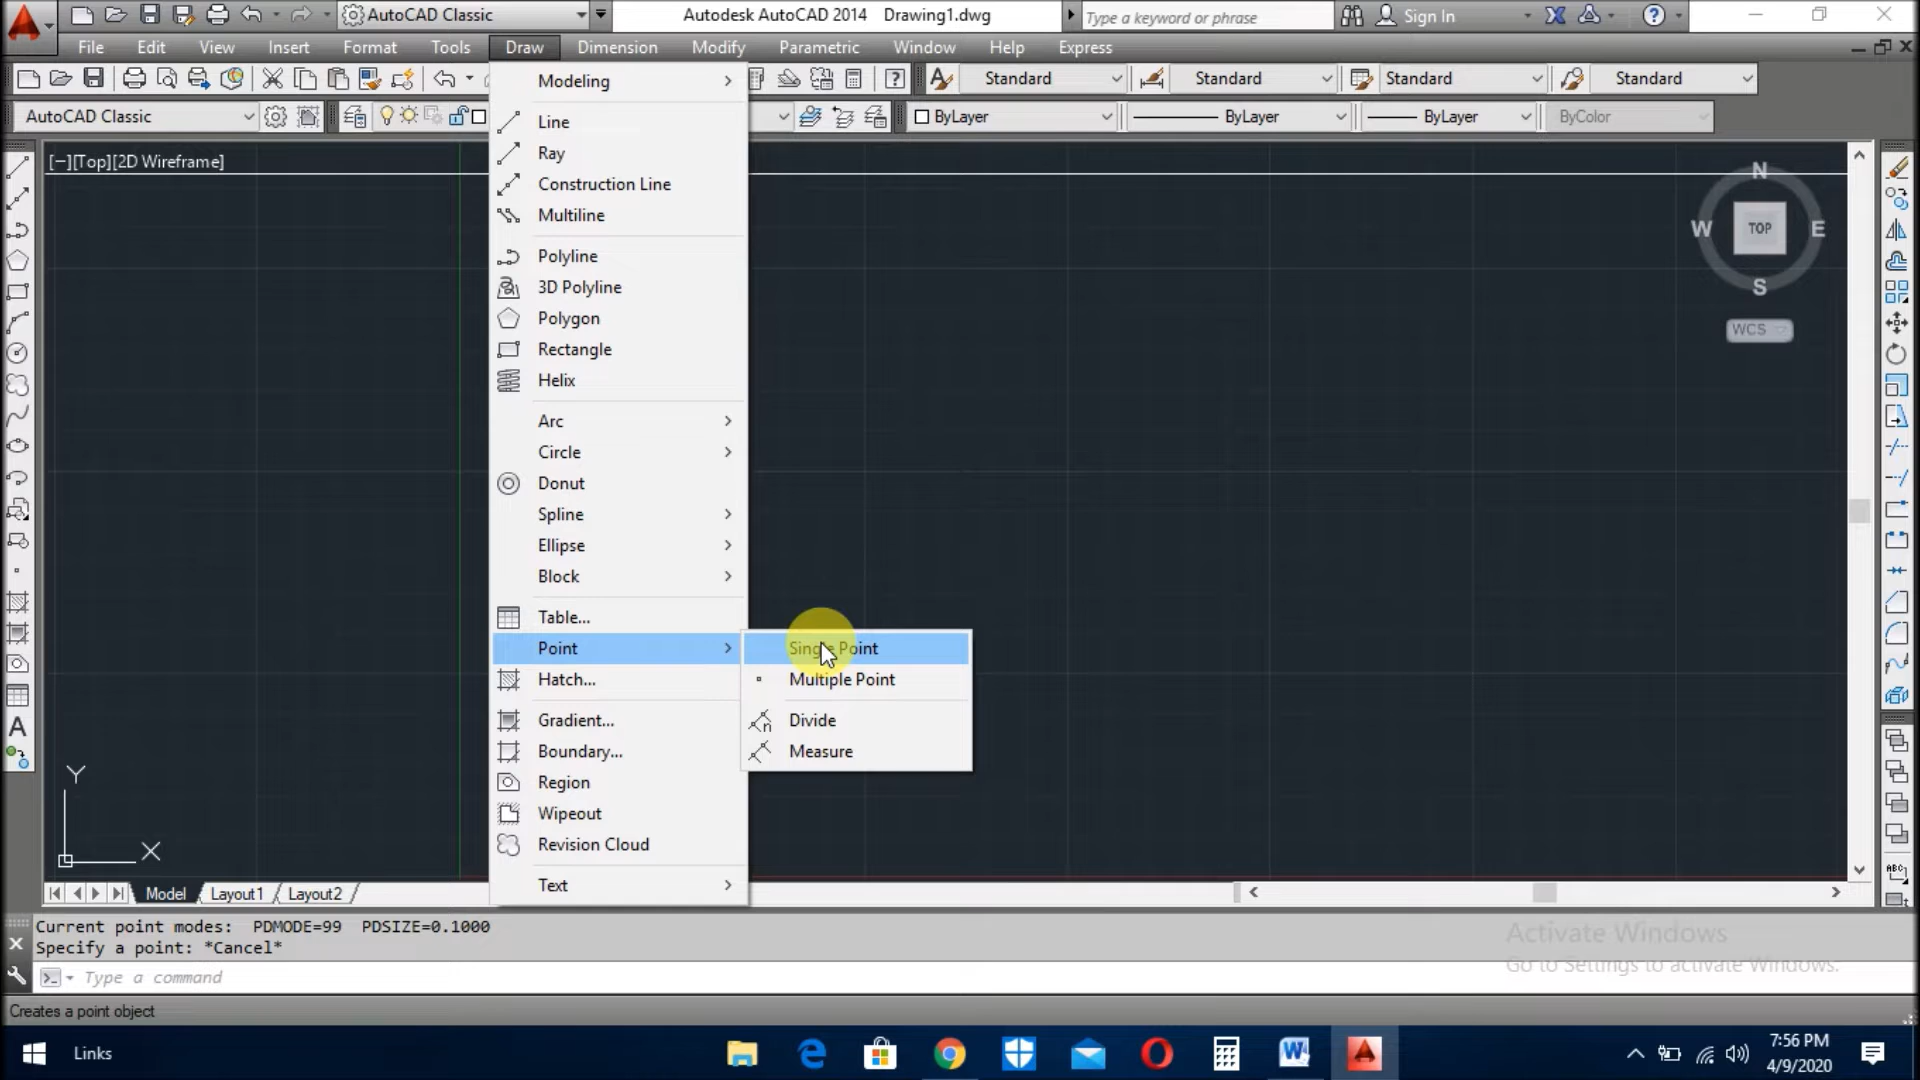 AutoCAD Classic
Autodesk AutoCAD 2014 Drawing1.dwg
Type a keyword or phrase
Sign In
File Edit View Insert Format Tools Draw Dimension Modify Parametric Window Help Express
Standard Standard Standard Standard
AutoCAD Classic
ByLayer ByLayer ByLayer ByColor
[−][Top][2D Wireframe]
N
W TOP E
S
WCS
Modeling
Line
Ray
Construction Line
Multiline
Polyline
3D Polyline
Polygon
Rectangle
Helix
Arc
Circle
Donut
Spline
Ellipse
Block
Table...
Point
Hatch...
Gradient...
Boundary...
Region
Wipeout
Revision Cloud
Text
Single Point
Multiple Point
Divide
Measure
A
ABC
Y
X
Model Layout1 Layout2
Current point modes: PDMODE=99 PDSIZE=0.1000
Specify a point: *Cancel*
Type a command
Activate Windows
Go to Settings to activate Windows.
Creates a point object
Links
7:56 PM
4/9/2020